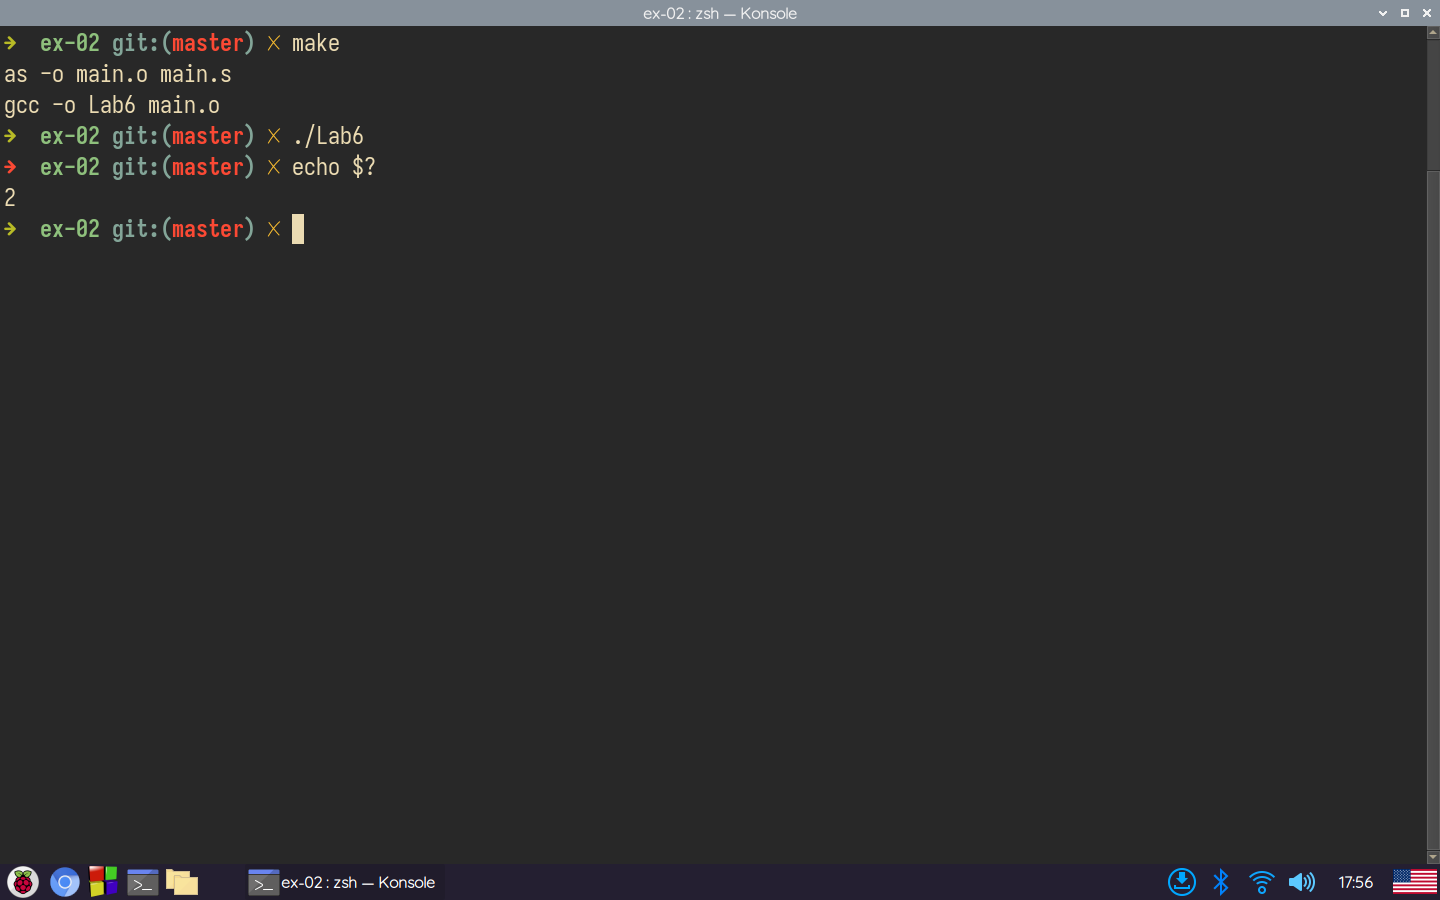 ex-02 : zsh — Konsole
➜  ex-02 git:(master) ✗ make
as -o main.o main.s
gcc -o Lab6 main.o
➜  ex-02 git:(master) ✗ ./Lab6
➜  ex-02 git:(master) ✗ echo $?
2
➜  ex-02 git:(master) ✗
>_ >_ ex-02 : zsh — Konsole 17:56